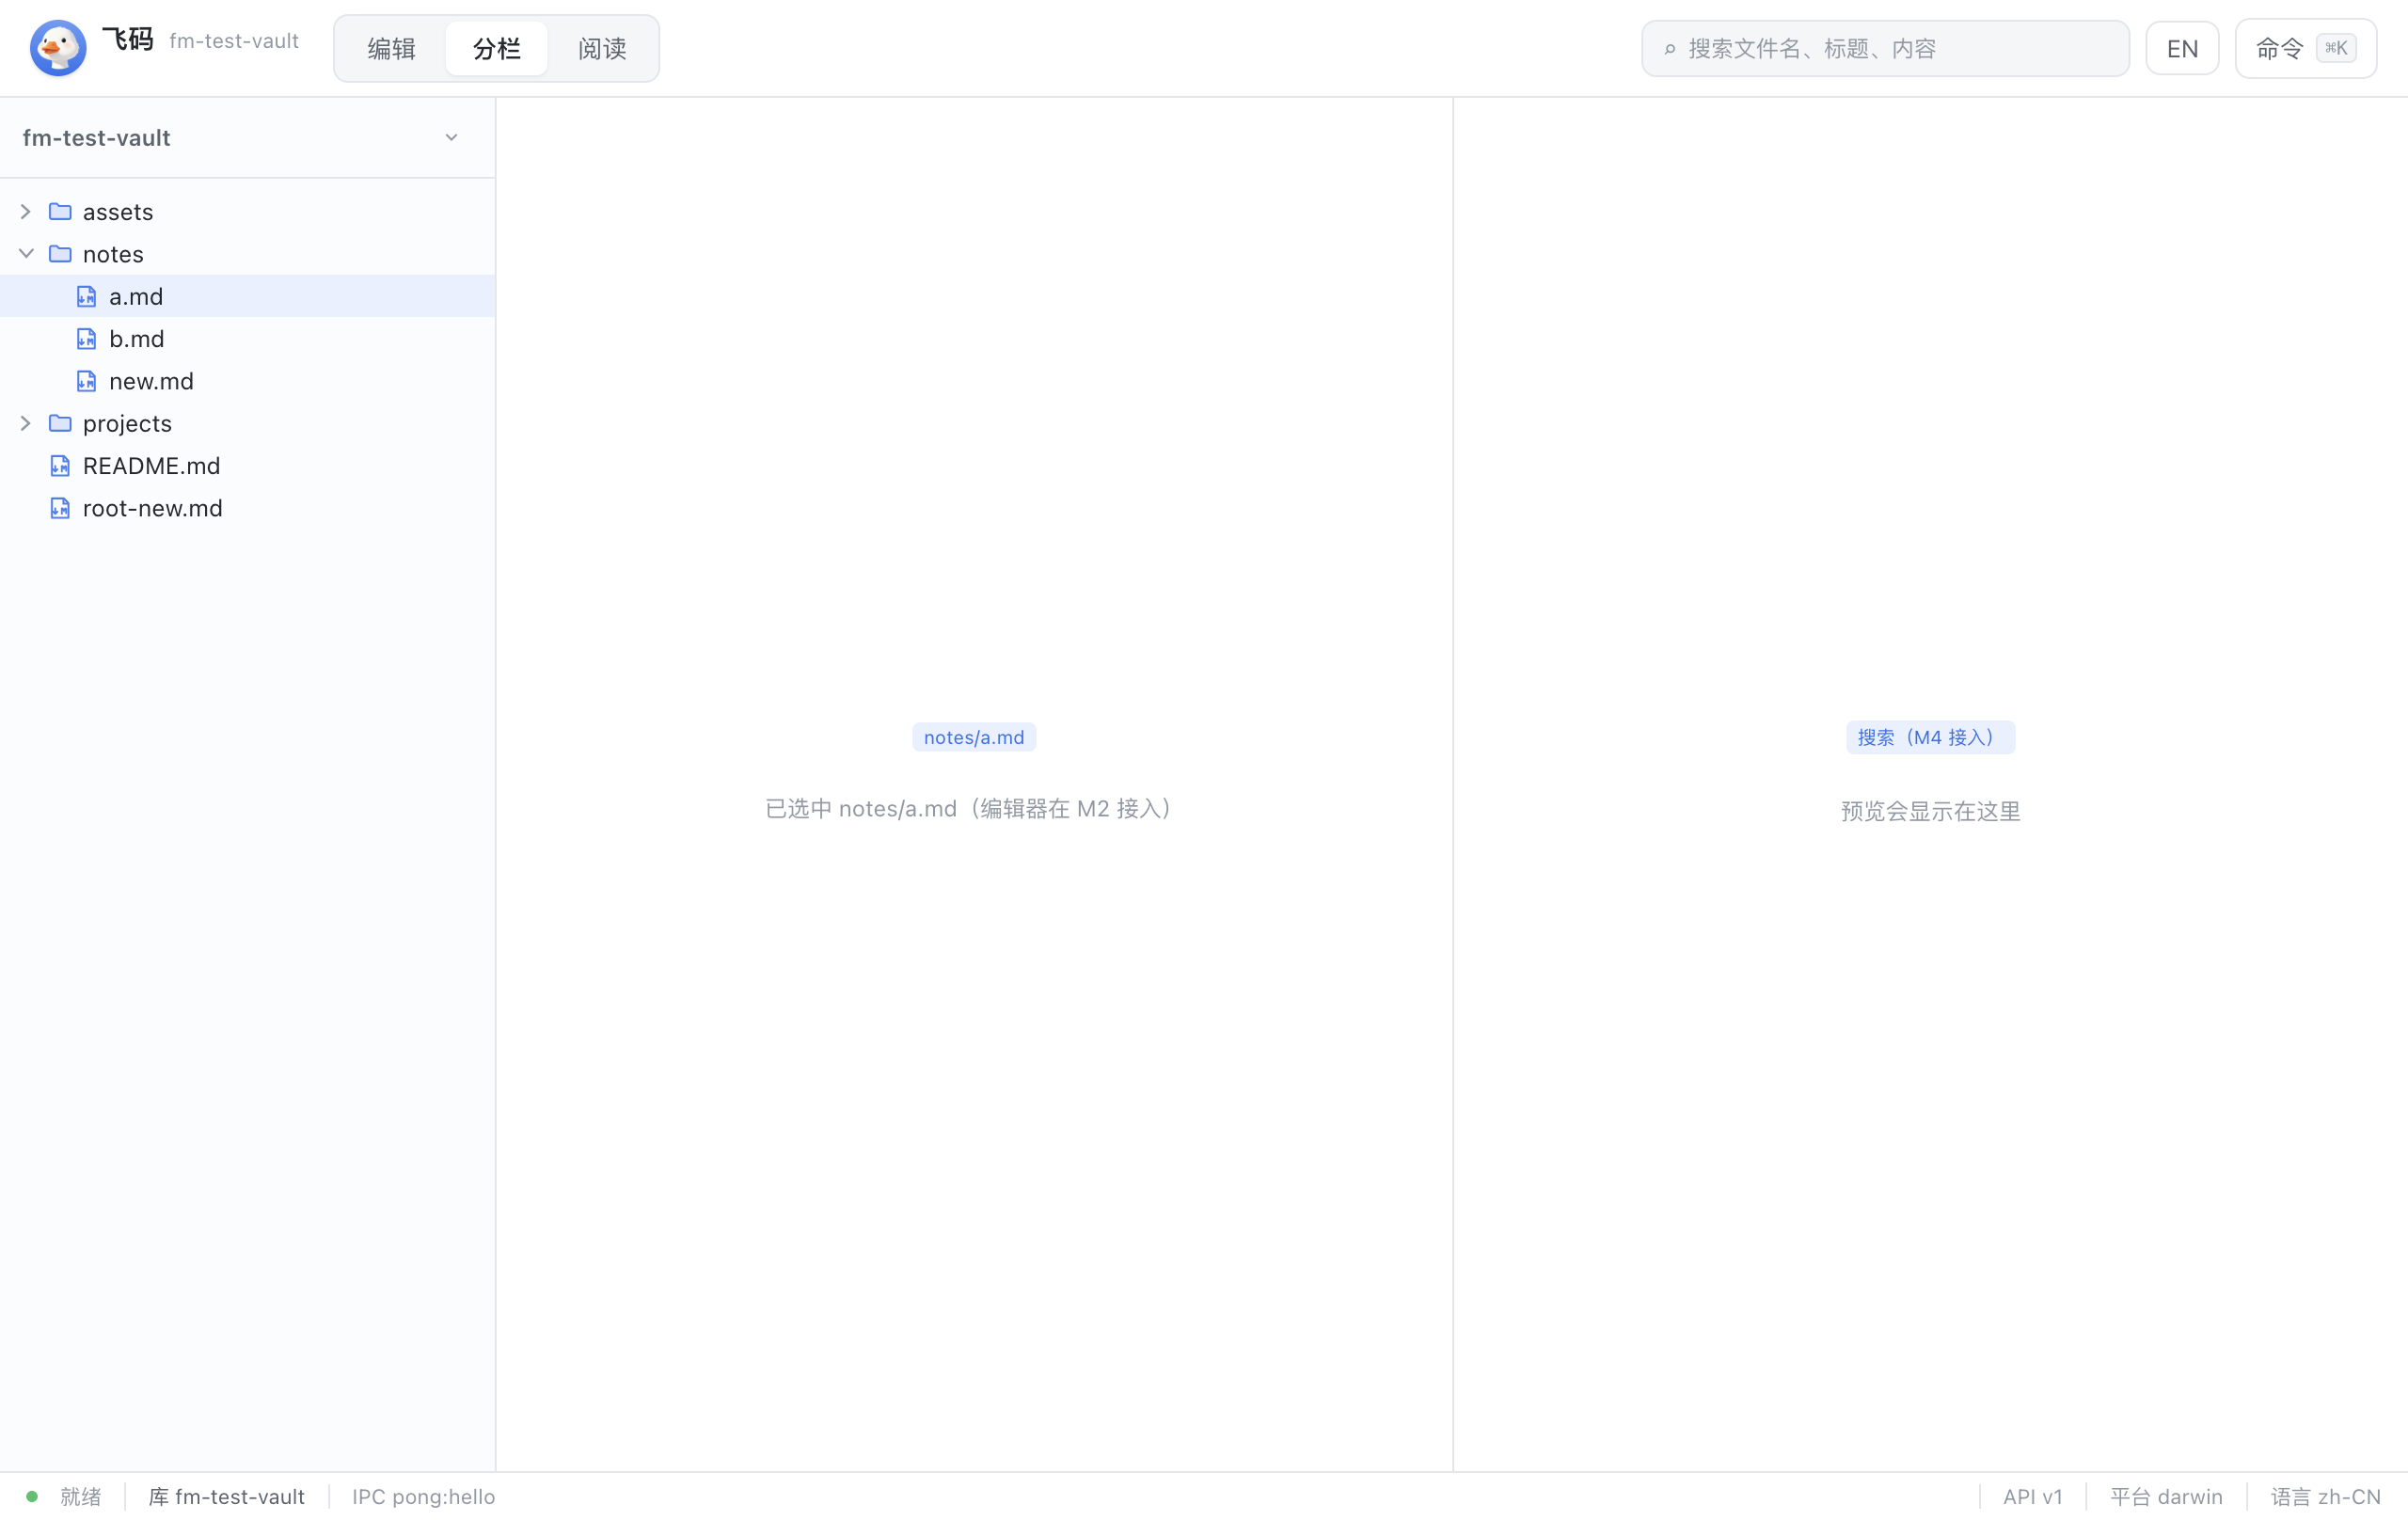 飞码 fm-test-vault
编辑 分栏 阅读
搜索文件名、标题、内容
EN
命令 ⌘K
fm-test-vault
assets
notes
a.md
b.md
new.md
projects
README.md
root-new.md
notes/a.md
已选中 notes/a.md（编辑器在 M2 接入）
搜索（M4 接入）
预览会显示在这里
就绪 库 fm-test-vault IPC pong:hello
API v1 平台 darwin 语言 zh-CN